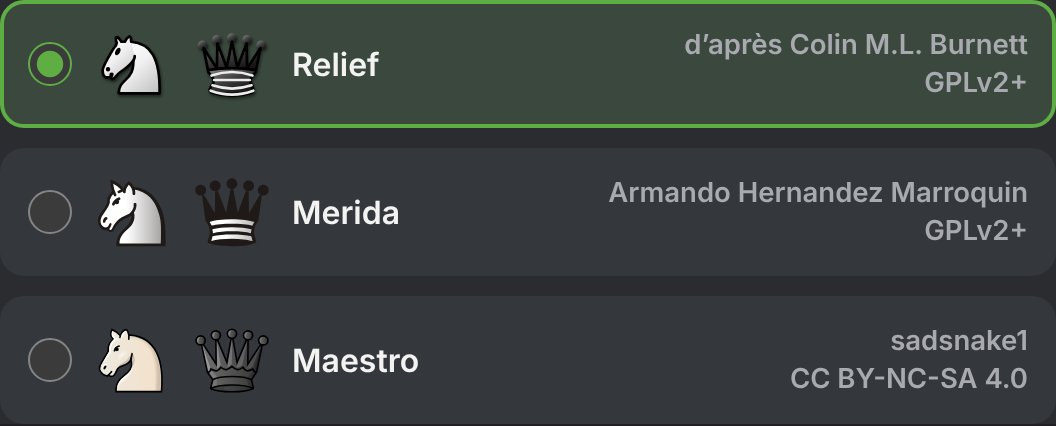 Relief
d’après Colin M.L. Burnett
GPLv2+
Merida
Armando Hernandez Marroquin
GPLv2+
Maestro
sadsnake1
CC BY-NC-SA 4.0